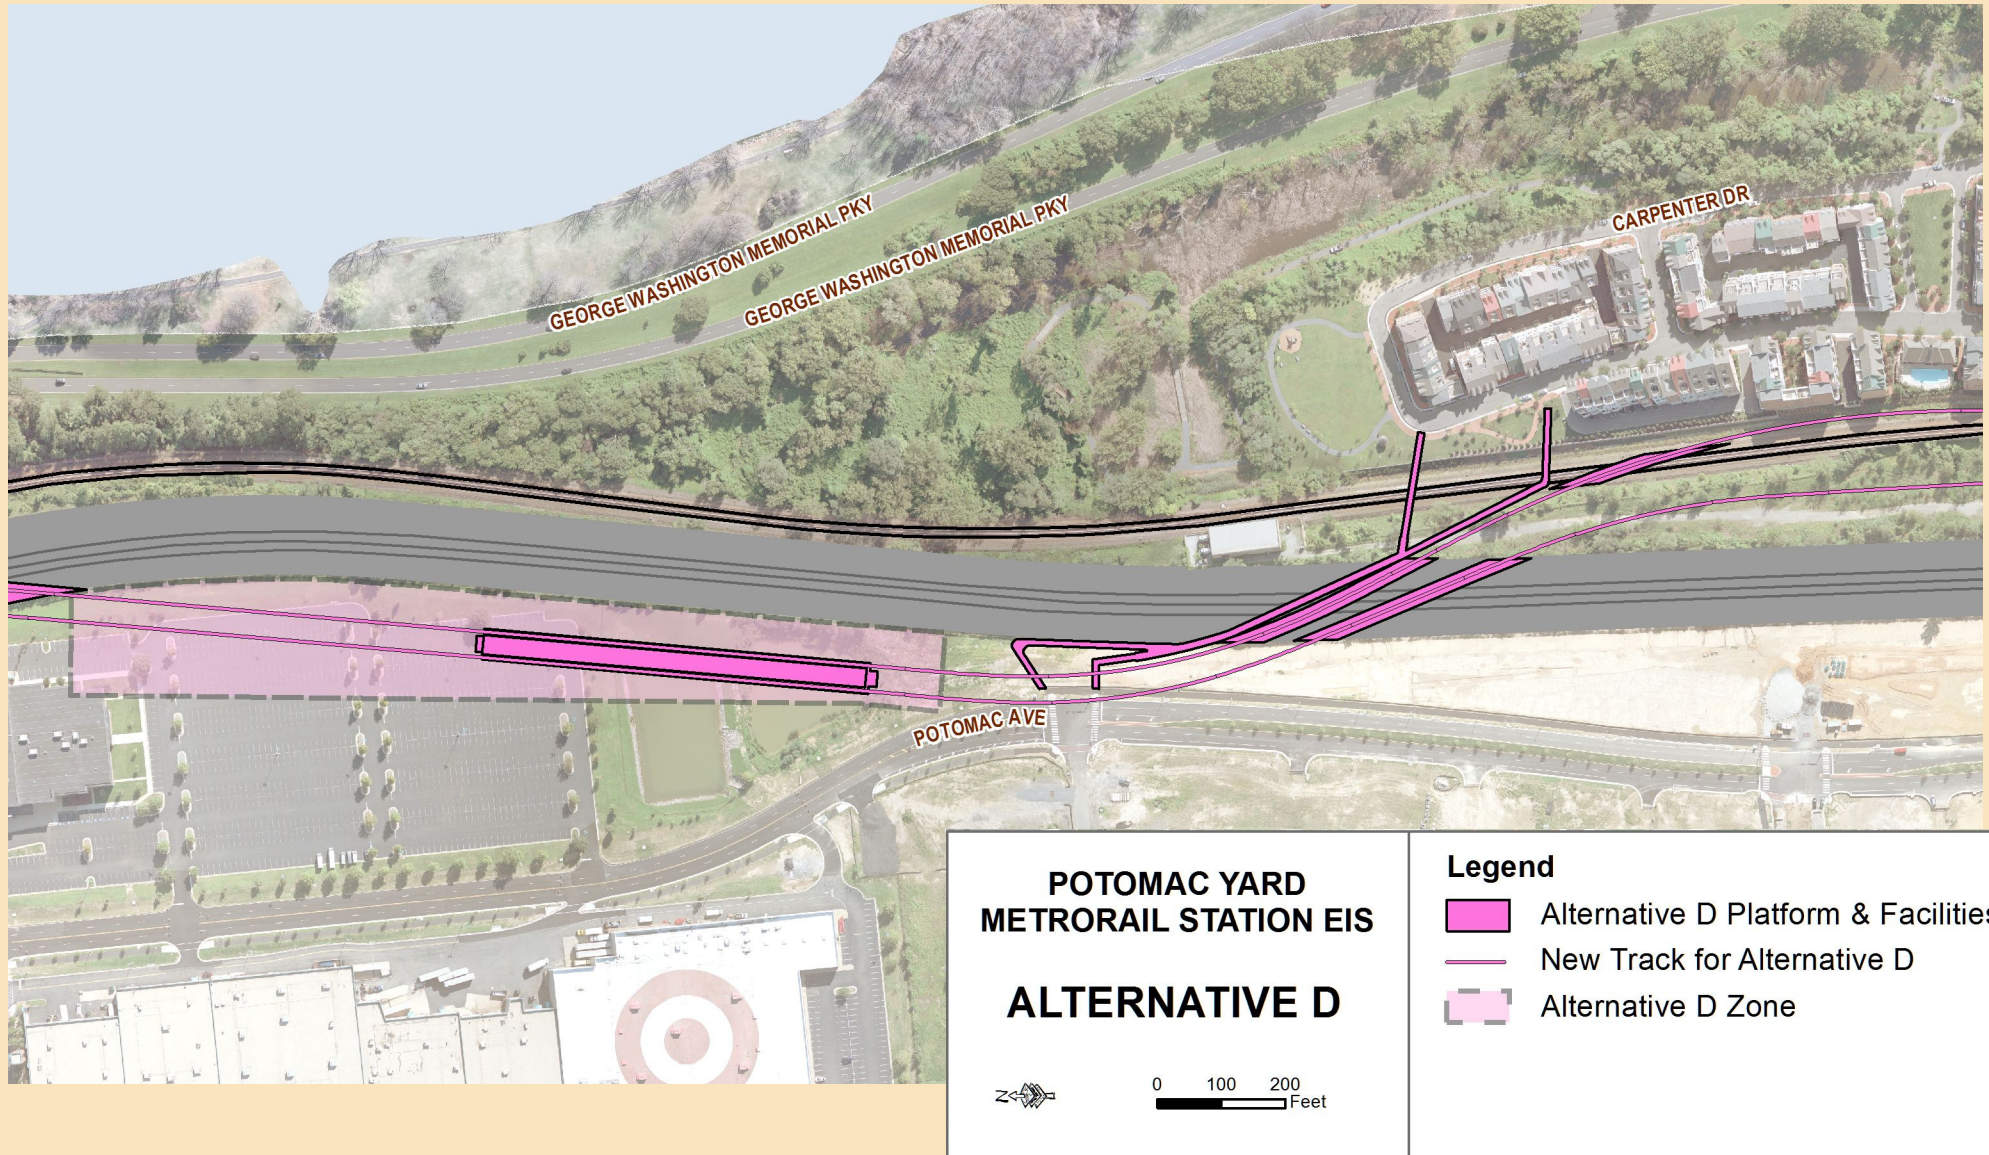 GEORGE WASHINGTON MEMORIAL PKY
GEORGE WASHINGTON MEMORIAL PKY
CARPENTER DR
POTOMAC AVE
POTOMAC YARD
METRORAIL STATION EIS
ALTERNATIVE D
N
0 100 200
Feet
Legend
Alternative D Platform & Facilities
New Track for Alternative D
Alternative D Zone